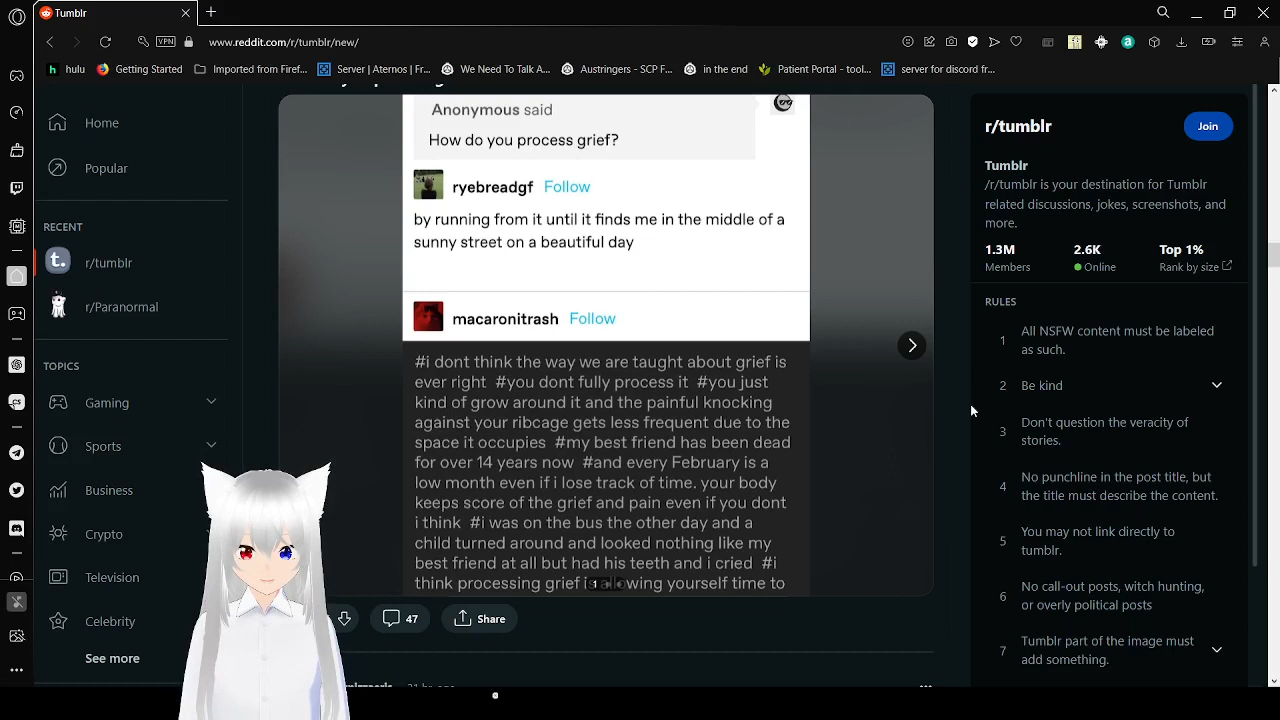 Tumblr
VPN
www.reddit.com/r/tumblr/new/
hulu
Getting Started
Imported from Firef...
Server | Aternos | Fr...
We Need To Talk A...
Austringers - SCP F...
in the end
Patient Portal - tool...
server for discord fr...
Home
Popular
RECENT
r/tumblr
r/Paranormal
TOPICS
Gaming
Sports
Business
Crypto
Television
Celebrity
See more
Anonymous said
How do you process grief?
ryebreadgf Follow
by running from it until it finds me in the middle of a
sunny street on a beautiful day
macaronitrash Follow
#i dont think the way we are taught about grief is
ever right #you dont fully process it #you just
kind of grow around it and the painful knocking
against your ribcage gets less frequent due to the
space it occupies #my best friend has been dead
for over 14 years now #and every February is a
low month even if i lose track of time. your body
keeps score of the grief and pain even if you dont
i think #i was on the bus the other day and a
child turned around and looked nothing like my
best friend at all but had his teeth and i cried #i
think processing grief yourself time to
47
Share
r/tumblr
Join
Tumblr
/r/tumblr is your destination for Tumblr
related discussions, jokes, screenshots, and
more.
1.3M 2.6K Top 1%
Members Online Rank by size
RULES
1 All NSFW content must be labeled
as such.
2 Be kind
3 Don't question the veracity of
stories.
4 No punchline in the post title, but
the title must describe the content.
5 You may not link directly to
tumblr.
6 No call-out posts, witch hunting,
or overly political posts
7 Tumblr part of the image must
add something.